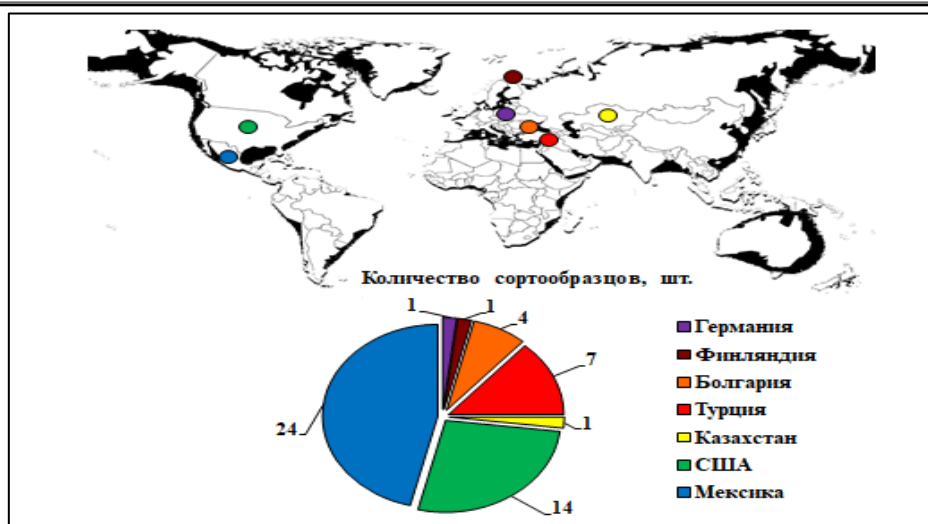 Количество сортообразцов, шт.
1
1
4
7
1
14
24
Германия
Финляндия
Болгария
Турция
Казахстан
США
Мексика